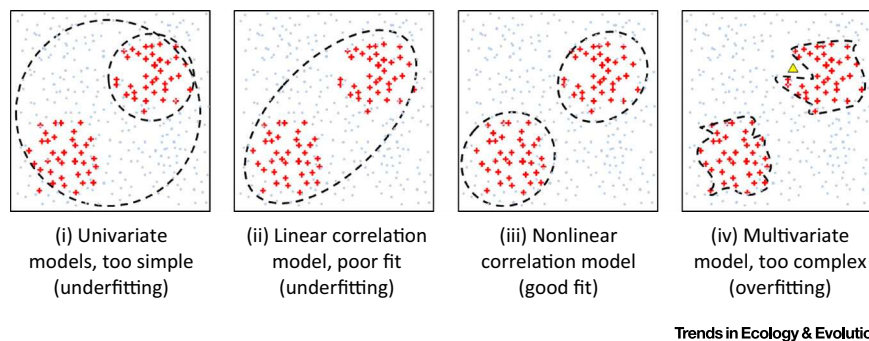 (i) Univariate
models, too simple
(underfitting)
(ii) Linear correlation
model, poor fit
(underfitting)
(iii) Nonlinear
correlation model
(good fit)
(iv) Multivariate
model, too complex
(overfitting)
Trends in Ecology & Evolutio